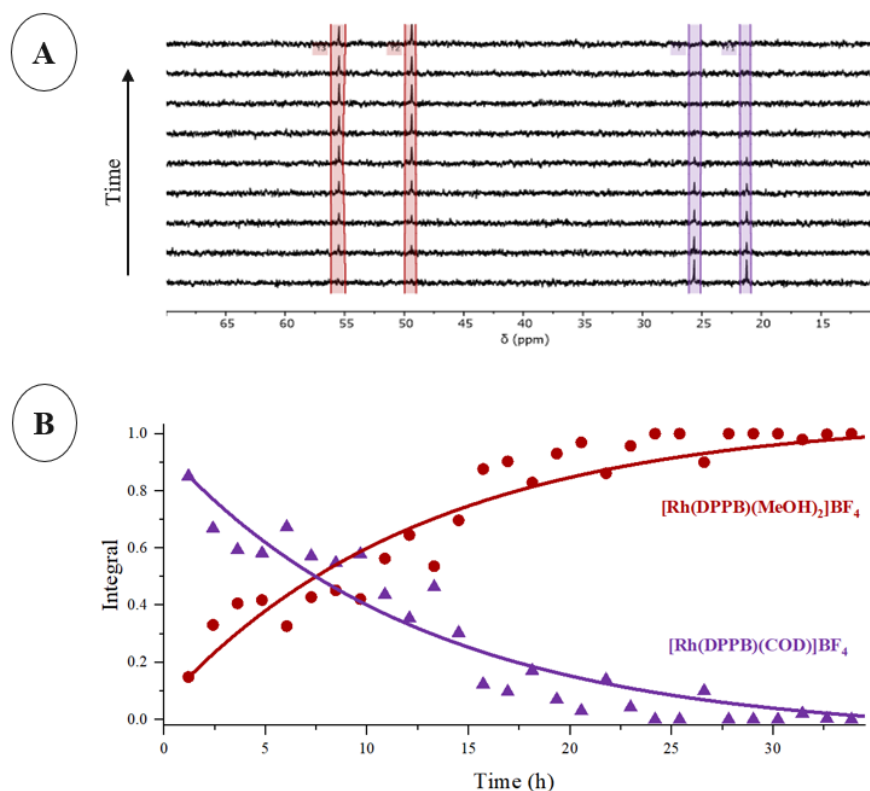 A
Time
65 60 55 50 45 40 35 30 25 20 15
δ (ppm)
B
1.0
0.8
0.6
0.4
0.2
0.0
Integral
[Rh(DPPB)(MeOH)₂]BF₄
[Rh(DPPB)(COD)]BF₄
0 5 10 15 20 25 30
Time (h)